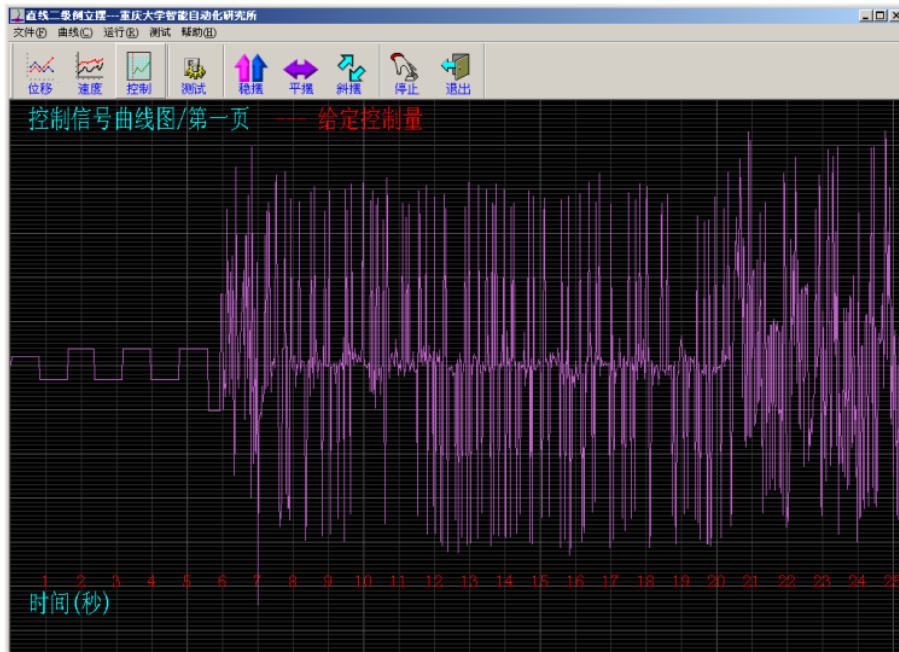 直线二级倒立摆---重庆大学智能自动化研究所
文件(F) 曲线(C) 运行(R) 测试 帮助(H)
位移 速度 控制 测试 稳摆 平摆 斜摆 停止 退出
控制信号曲线图/第一页 --- 给定控制量
1 2 3 4 5 6 7 8 9 10 11 12 13 14 15 16 17 18 19 20 21 22 23 24 25
时间(秒)